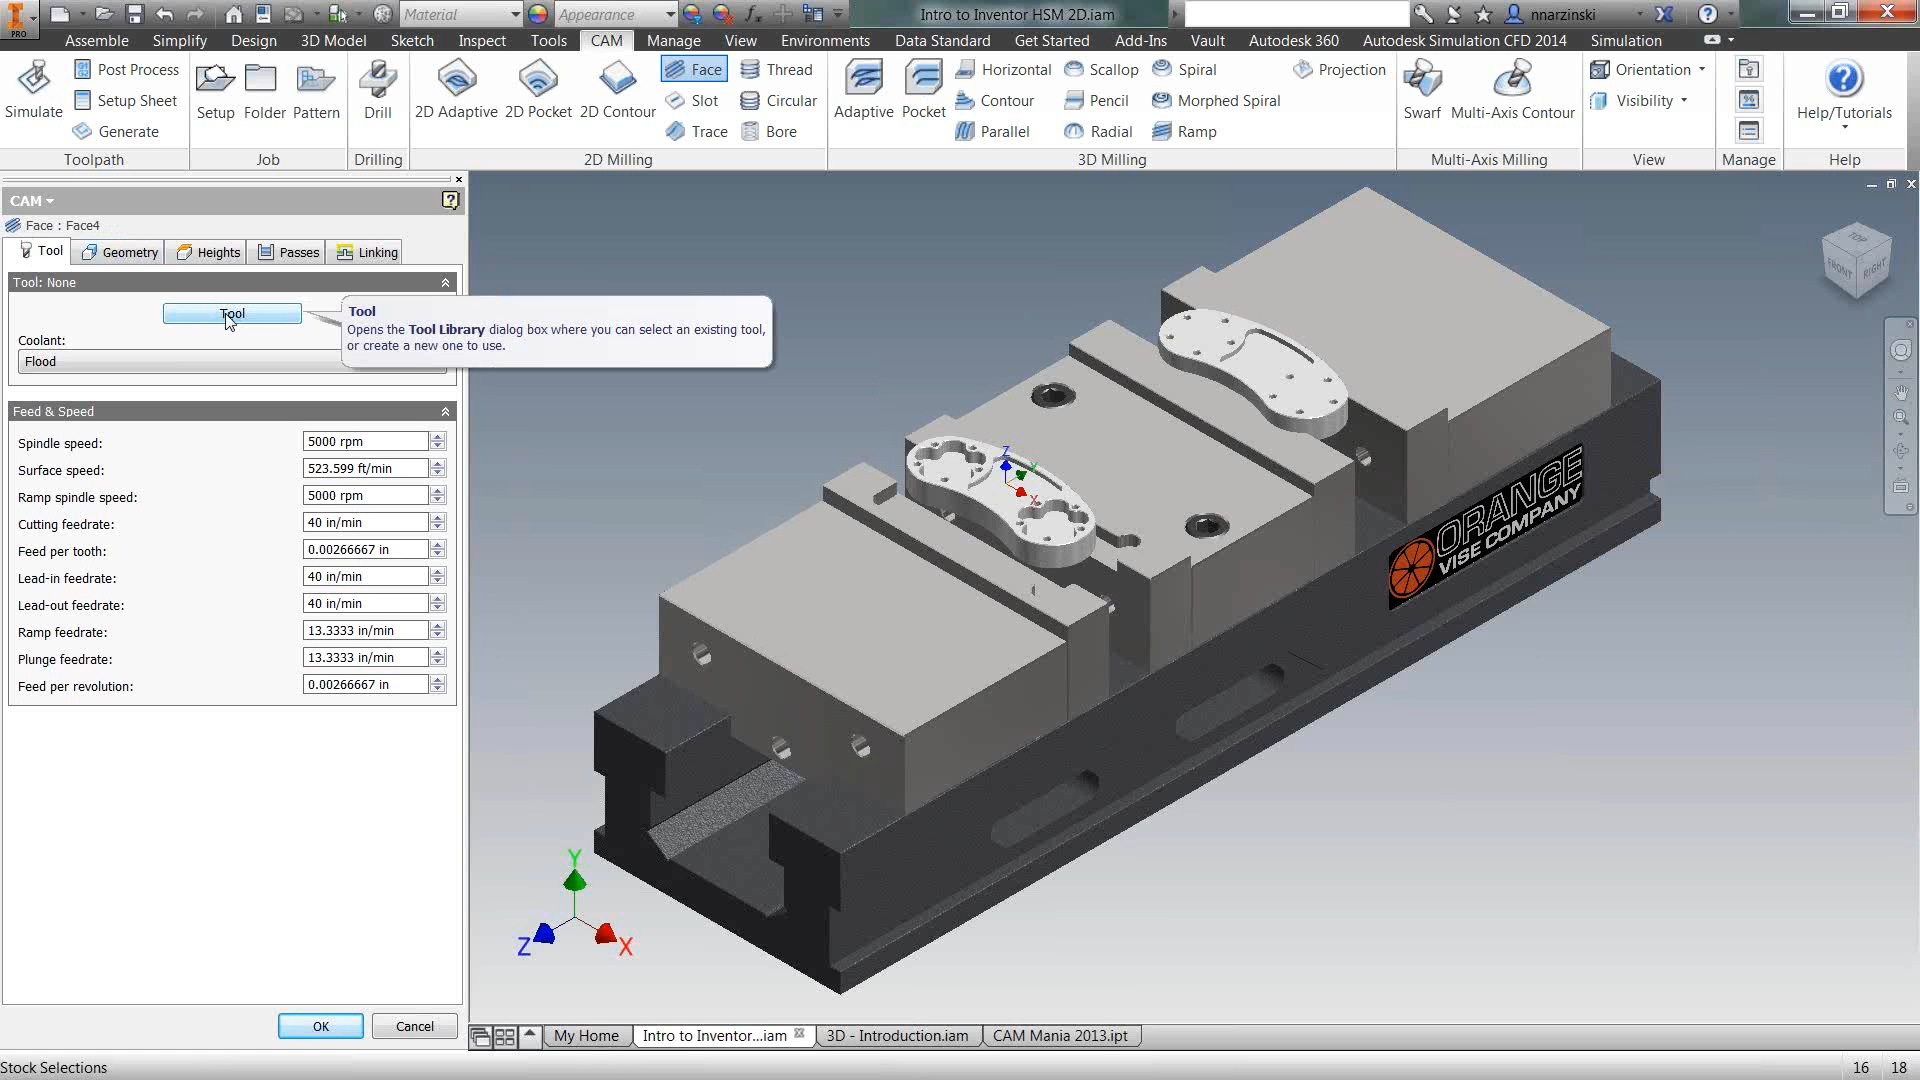 PRO
Material
Appearance
Intro to Inventor HSM 2D.iam
nnarzinski
Assemble Simplify Design 3D Model Sketch Inspect Tools CAM Manage View Environments Data Standard Get Started Add-Ins Vault Autodesk 360 Autodesk Simulation CFD 2014 Simulation
Simulate
Post Process
Setup Sheet
Generate
Toolpath
Setup Folder Pattern
Job
Drill
Drilling
2D Adaptive 2D Pocket 2D Contour
Face
Slot
Trace
Thread
Circular
Bore
2D Milling
Adaptive Pocket
Horizontal
Contour
Parallel
Scallop
Pencil
Radial
Spiral
Morphed Spiral
Ramp
Projection
3D Milling
Swarf Multi-Axis Contour
Multi-Axis Milling
Orientation
Visibility
View
Manage
Help/Tutorials
Help
CAM
Face : Face4
Tool Geometry Heights Passes Linking
Tool: None
Tool
Tool
Opens the Tool Library dialog box where you can select an existing tool,
or create a new one to use.
Coolant:
Flood
Feed & Speed
Spindle speed: 5000 rpm
Surface speed: 523.599 ft/min
Ramp spindle speed: 5000 rpm
Cutting feedrate: 40 in/min
Feed per tooth: 0.00266667 in
Lead-in feedrate: 40 in/min
Lead-out feedrate: 40 in/min
Ramp feedrate: 13.3333 in/min
Plunge feedrate: 13.3333 in/min
Feed per revolution: 0.00266667 in
OK Cancel
TOP
FRONT RIGHT
Z
Y
X
ORANGE
VISE COMPANY
Y
Z X
My Home Intro to Inventor...iam 3D - Introduction.iam CAM Mania 2013.ipt
Stock Selections 16 18